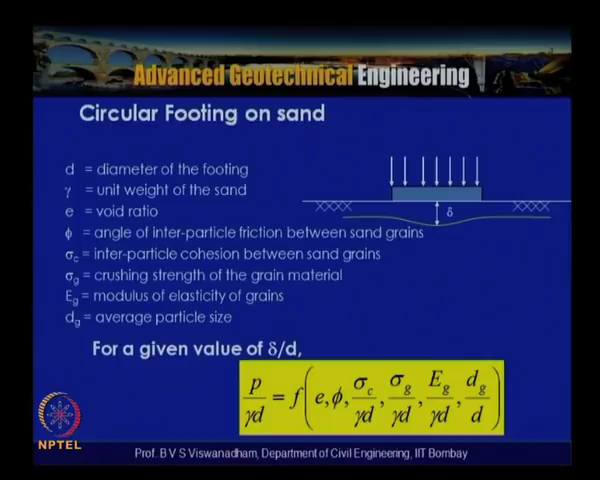 Advanced Geotechnical Engineering
Circular Footing on sand
d = diameter of the footing
γ = unit weight of the sand
e = void ratio
ϕ = angle of inter-particle friction between sand grains
σc = inter-particle cohesion between sand grains
σg = crushing strength of the grain material
Eg = modulus of elasticity of grains
dg = average particle size
δ
For a given value of δ/d,
p/γd = f(e, ϕ, σc/γd, σg/γd, Eg/γd, dg/d)
NPTEL
Prof. B V S Viswanadham, Department of Civil Engineering, IIT Bombay